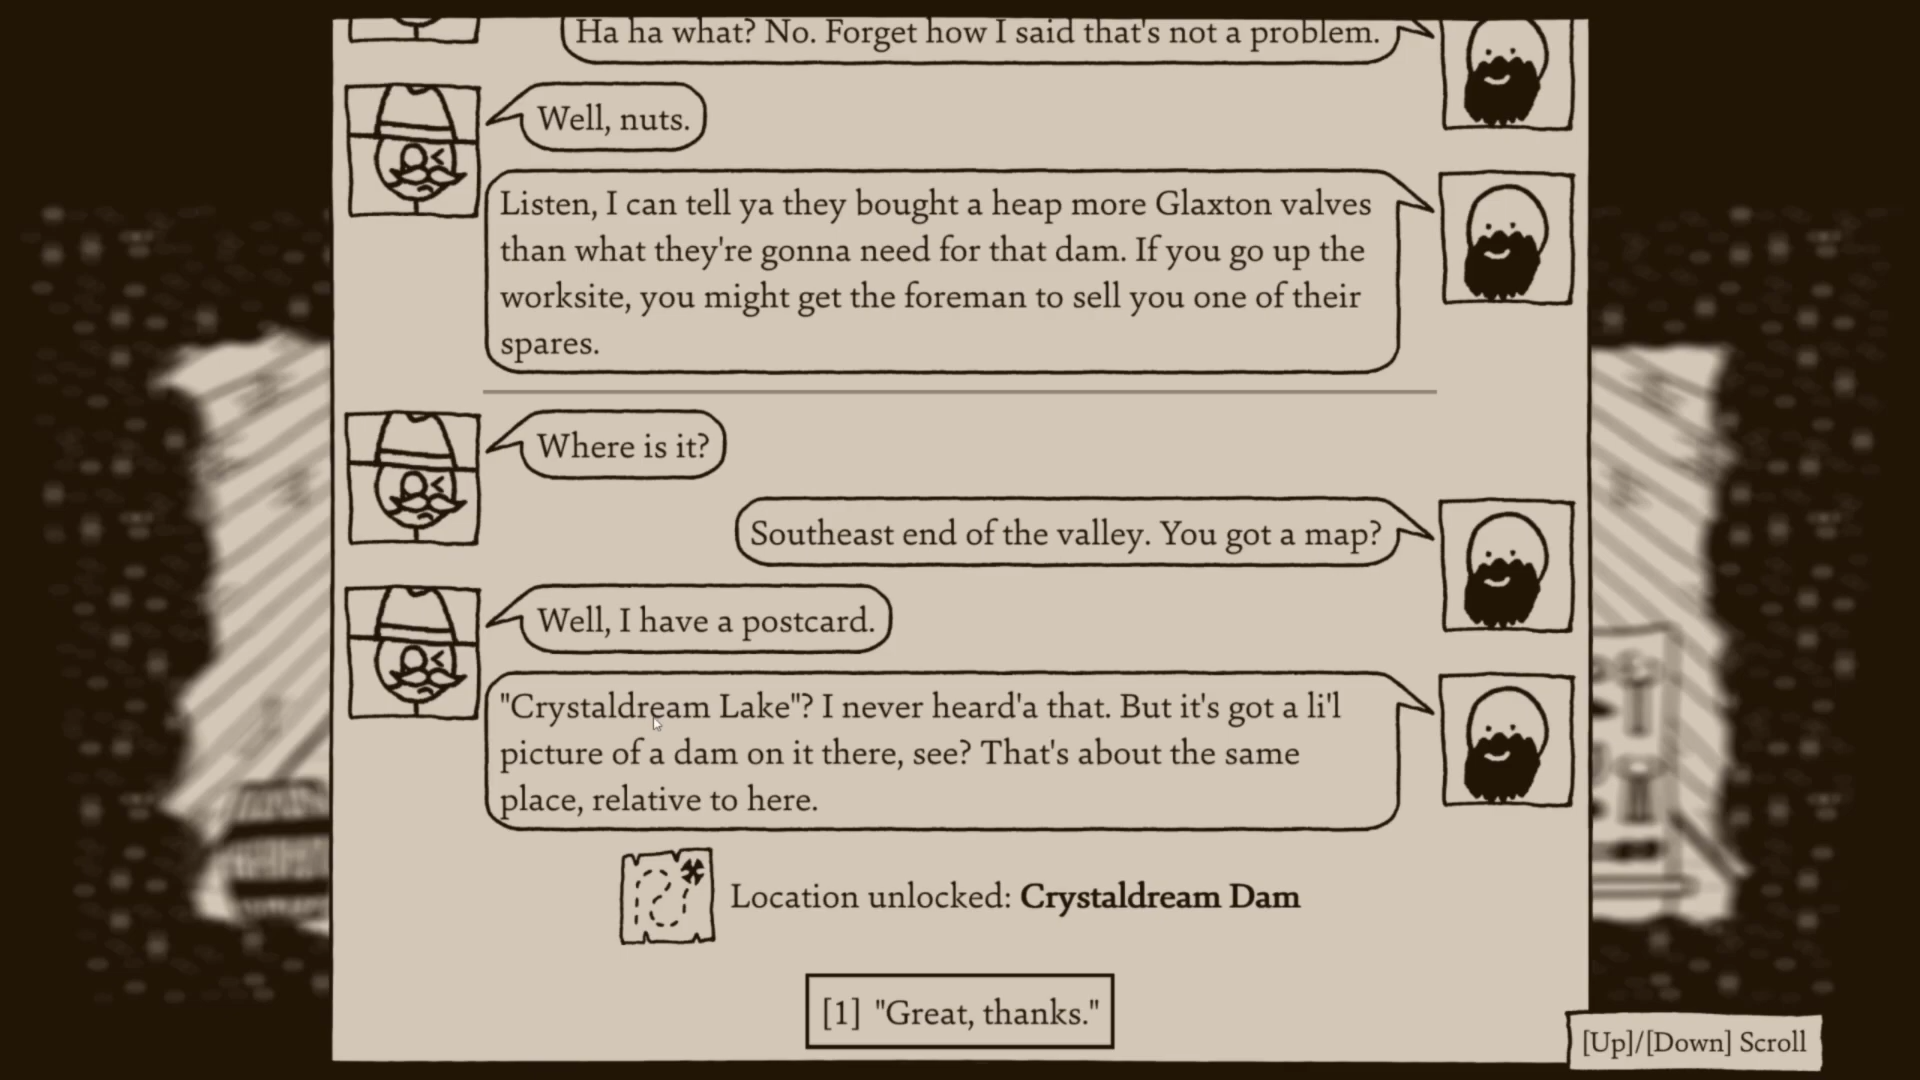 Ha ha what? No. Forget how I said that's not a problem.
Well, nuts.
Listen, I can tell ya they bought a heap more Glaxton valves
than what they're gonna need for that dam. If you go up the
worksite, you might get the foreman to sell you one of their
spares.
Where is it?
Southeast end of the valley. You got a map?
Well, I have a postcard.
"Crystaldream Lake"? I never heard'a that. But it's got a li'l
picture of a dam on it there, see? That's about the same
place, relative to here.
Location unlocked: Crystaldream Dam
[1] "Great, thanks."
[Up]/[Down] Scroll